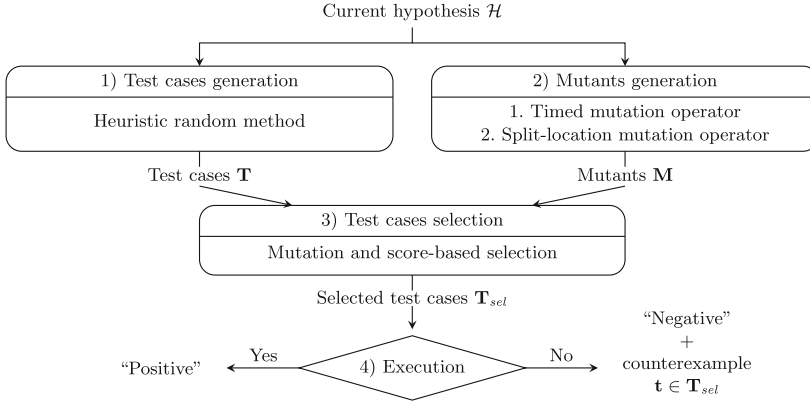 Current hypothesis ℋ
1) Test cases generation
Heuristic random method
2) Mutants generation
1. Timed mutation operator
2. Split-location mutation operator
Test cases T
Mutants M
3) Test cases selection
Mutation and score-based selection
Selected test cases T_sel
4) Execution
Yes
“Positive”
No
“Negative”
+
counterexample
t ∈ T_sel